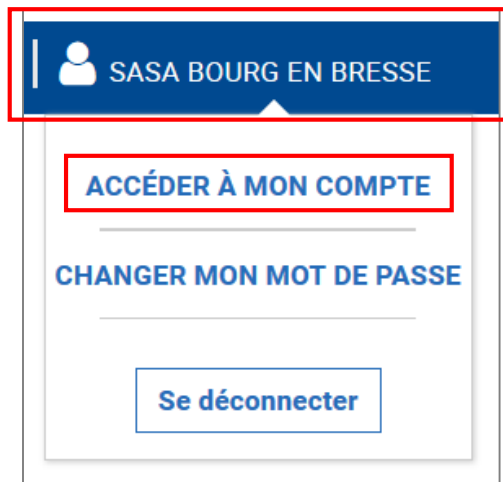 SASA BOURG EN BRESSE
ACCÉDER À MON COMPTE
CHANGER MON MOT DE PASSE
Se déconnecter